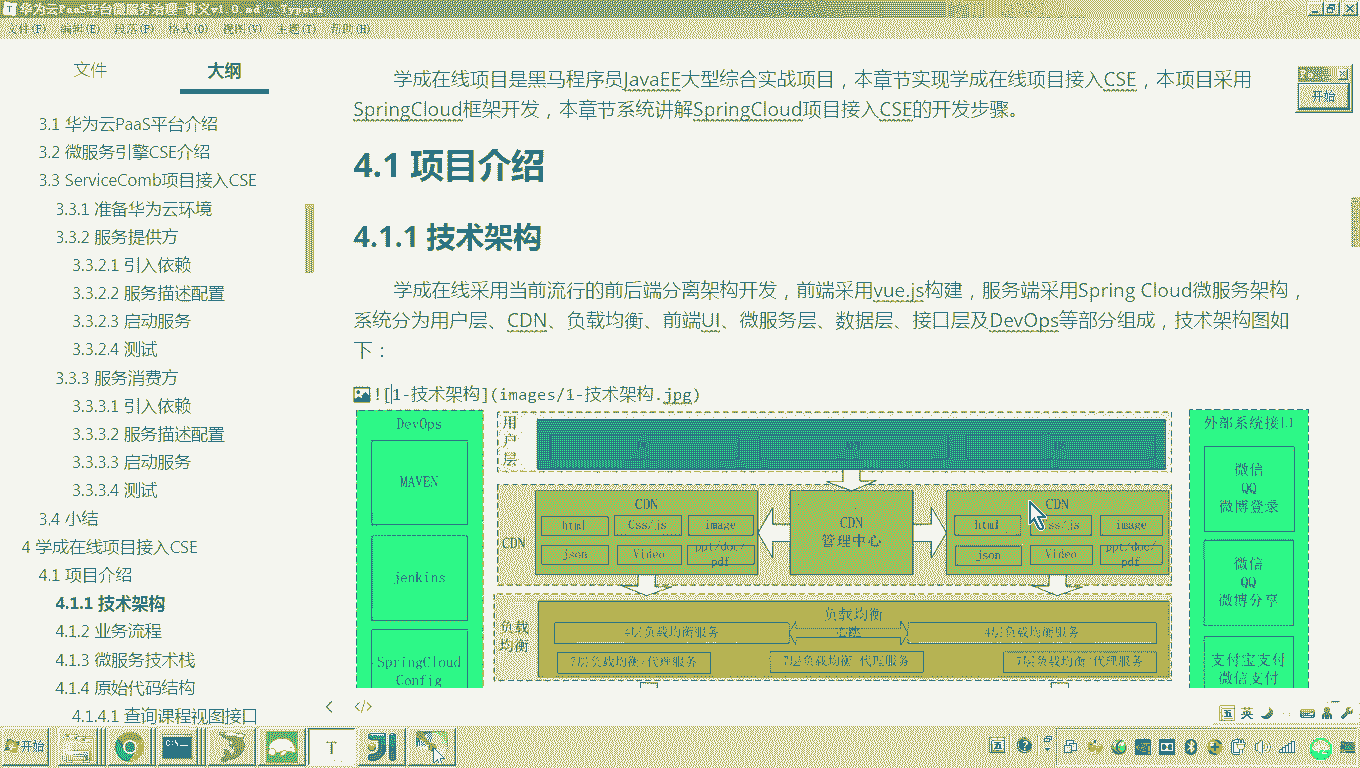 华为云PaaS平台微服务治理-讲义v1.0.md - Typora
文件(F) 编辑(E) 段落(P) 格式(O) 视图(V) 主题(T) 帮助(H)
文件 大纲
3.1 华为云PaaS平台介绍
3.2 微服务引擎CSE介绍
3.3 ServiceComb项目接入CSE
3.3.1 准备华为云环境
3.3.2 服务提供方
3.3.2.1 引入依赖
3.3.2.2 服务描述配置
3.3.2.3 启动服务
3.3.2.4 测试
3.3.3 服务消费方
3.3.3.1 引入依赖
3.3.3.2 服务描述配置
3.3.3.3 启动服务
3.3.3.4 测试
3.4 小结
4 学成在线项目接入CSE
4.1 项目介绍
4.1.1 技术架构
4.1.2 业务流程
4.1.3 微服务技术栈
4.1.4 原始代码结构
4.1.4.1 查询课程视图接口
学成在线项目是黑马程序员JavaEE大型综合实战项目，本章节实现学成在线项目接入CSE，本项目采用
SpringCloud框架开发，本章节系统讲解SpringCloud项目接入CSE的开发步骤。
4.1 项目介绍
4.1.1 技术架构
学成在线采用当前流行的前后端分离架构开发，前端采用vue.js构建，服务端采用Spring Cloud微服务架构，
系统分为用户层、CDN、负载均衡、前端UI、微服务层、数据层、接口层及DevOps等部分组成，技术架构图如
下：
![1-技术架构](images/1-技术架构.jpg)
DevOps
MAVEN
jenkins
SpringCloud
Config
用户层
CDN
CDN
html Css/js image
json Video ppt/doc/pdf
CDN
管理中心
CDN
html Css/js image
json Video ppt/doc/pdf
负载均衡
负载均衡
4层负载均衡服务 4层负载均衡服务
7层负载均衡+代理服务 7层负载均衡+代理服务 7层负载均衡+代理服务
外部系统接口
微信
QQ
微博登录
微信
QQ
微博分享
支付宝支付
微信支付
开始
</>
英
开始